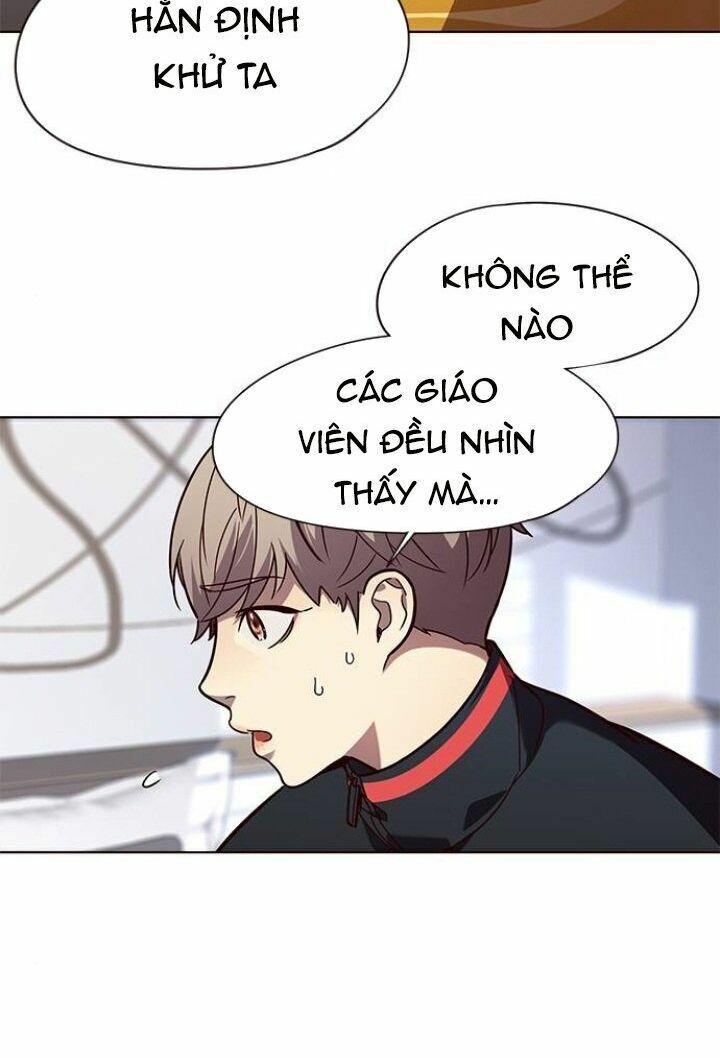 HẮN ĐỊNH
KHỬ TA
KHÔNG THỂ
NÀO
CÁC GIÁO
VIÊN ĐỀU NHÌN
THẤY MÀ...